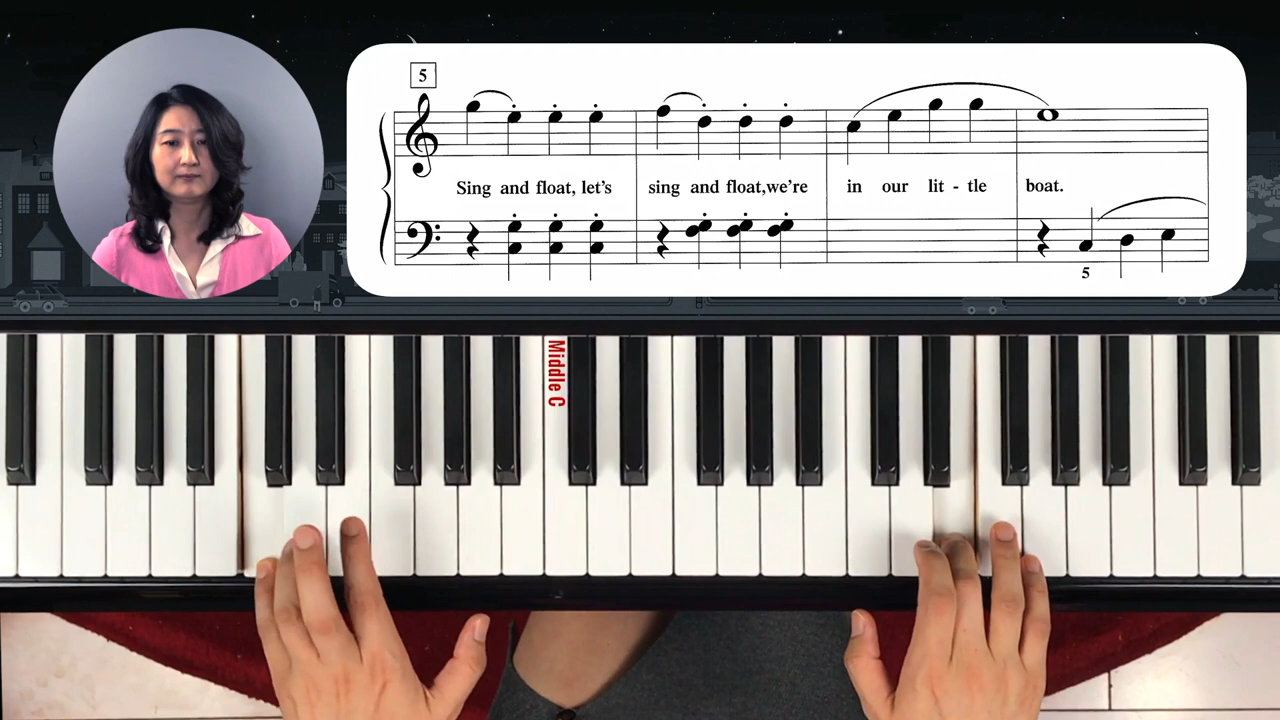 5
Sing and float, let's sing and float, we're in our lit - tle boat.
5
Middle C